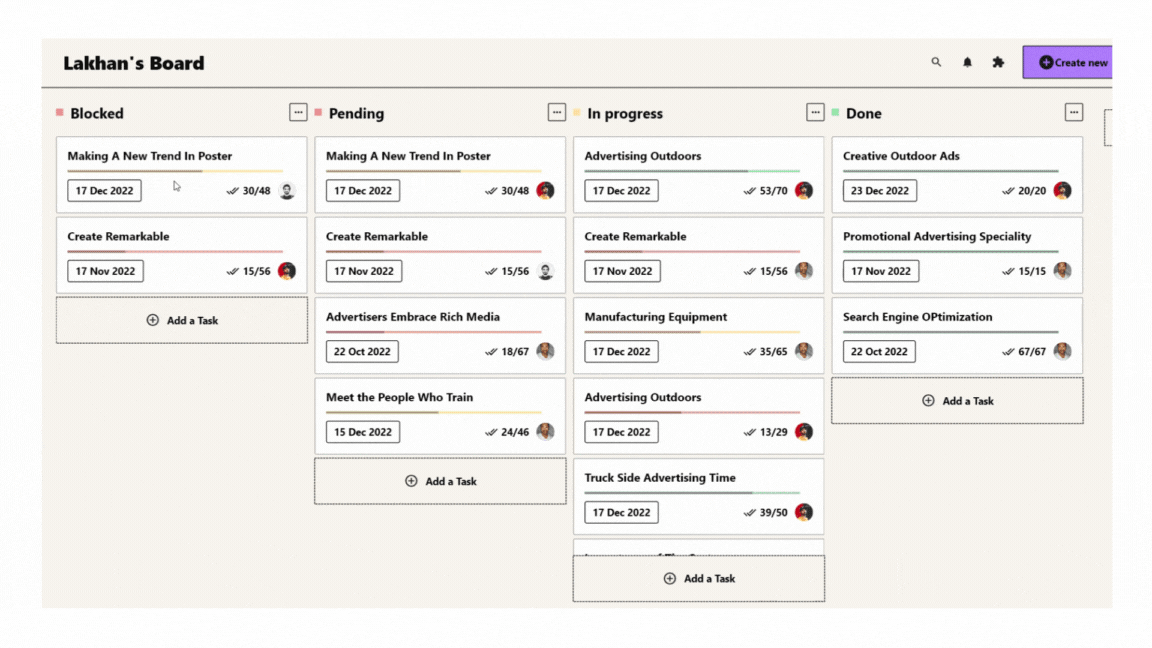 Lakhan's Board
Create new
Blocked
...
Making A New Trend In Poster
17 Dec 2022
30/48
Create Remarkable
17 Nov 2022
15/56
Add a Task
Pending
...
Making A New Trend In Poster
17 Dec 2022
30/48
Create Remarkable
17 Nov 2022
15/56
Advertisers Embrace Rich Media
22 Oct 2022
18/67
Meet the People Who Train
15 Dec 2022
24/46
Add a Task
In progress
...
Advertising Outdoors
17 Dec 2022
53/70
Create Remarkable
17 Nov 2022
15/56
Manufacturing Equipment
17 Dec 2022
35/65
Advertising Outdoors
17 Dec 2022
13/29
Truck Side Advertising Time
17 Dec 2022
39/50
Add a Task
Done
...
Creative Outdoor Ads
23 Dec 2022
20/20
Promotional Advertising Speciality
17 Nov 2022
15/15
Search Engine OPtimization
22 Oct 2022
67/67
Add a Task